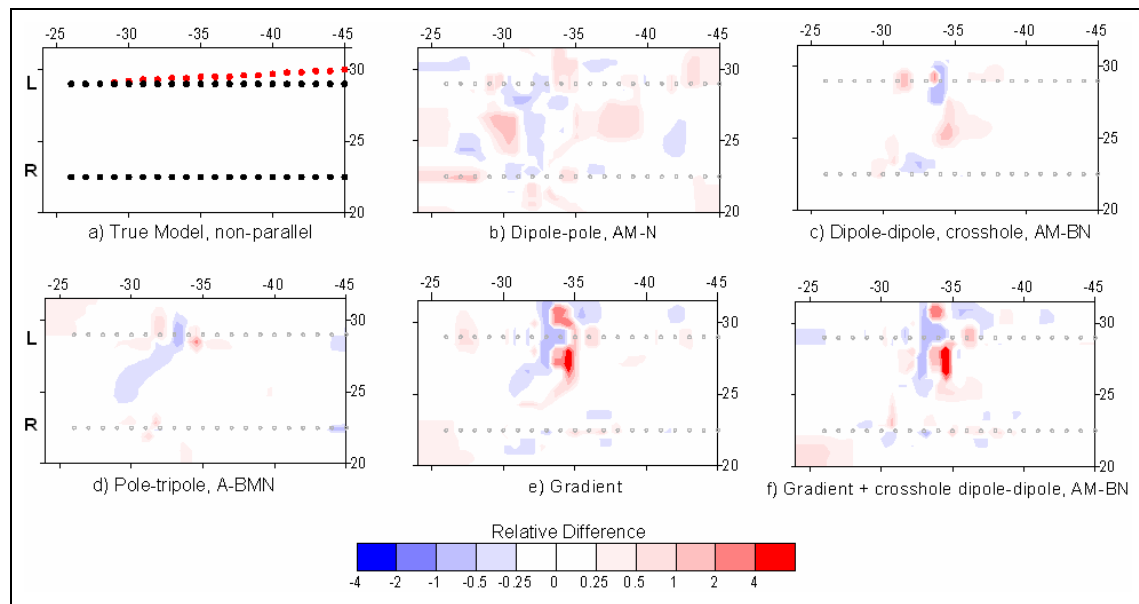 -25 -30 -35 -40 -45
L
R
30
25
20
a) True Model, non-parallel
-25 -30 -35 -40 -45
30
25
20
b) Dipole-pole, AM-N
-25 -30 -35 -40 -45
30
25
20
c) Dipole-dipole, crosshole, AM-BN
-25 -30 -35 -40 -45
L
R
30
25
20
d) Pole-tripole, A-BMN
-25 -30 -35 -40 -45
30
25
20
e) Gradient
-25 -30 -35 -40 -45
30
25
20
f) Gradient + crosshole dipole-dipole, AM-BN
Relative Difference
-4 -2 -1 -0.5 -0.25 0 0.25 0.5 1 2 4